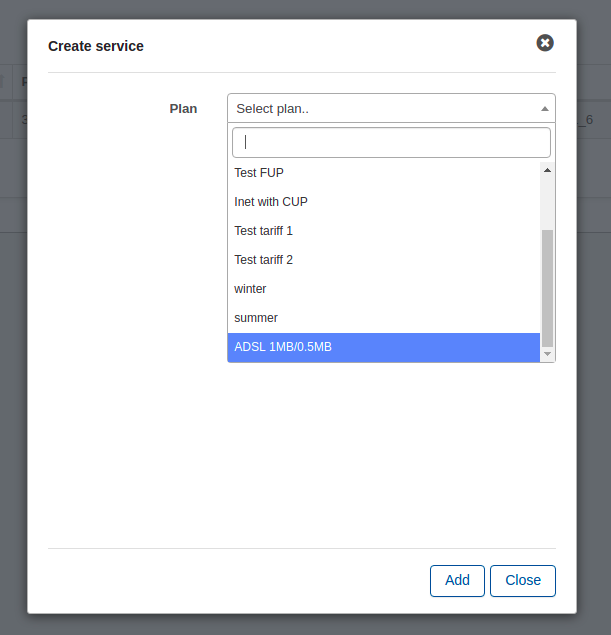 Create service
Plan
Select plan..
Test FUP
Inet with CUP
Test tariff 1
Test tariff 2
winter
summer
ADSL 1MB/0.5MB
Add
Close
_6